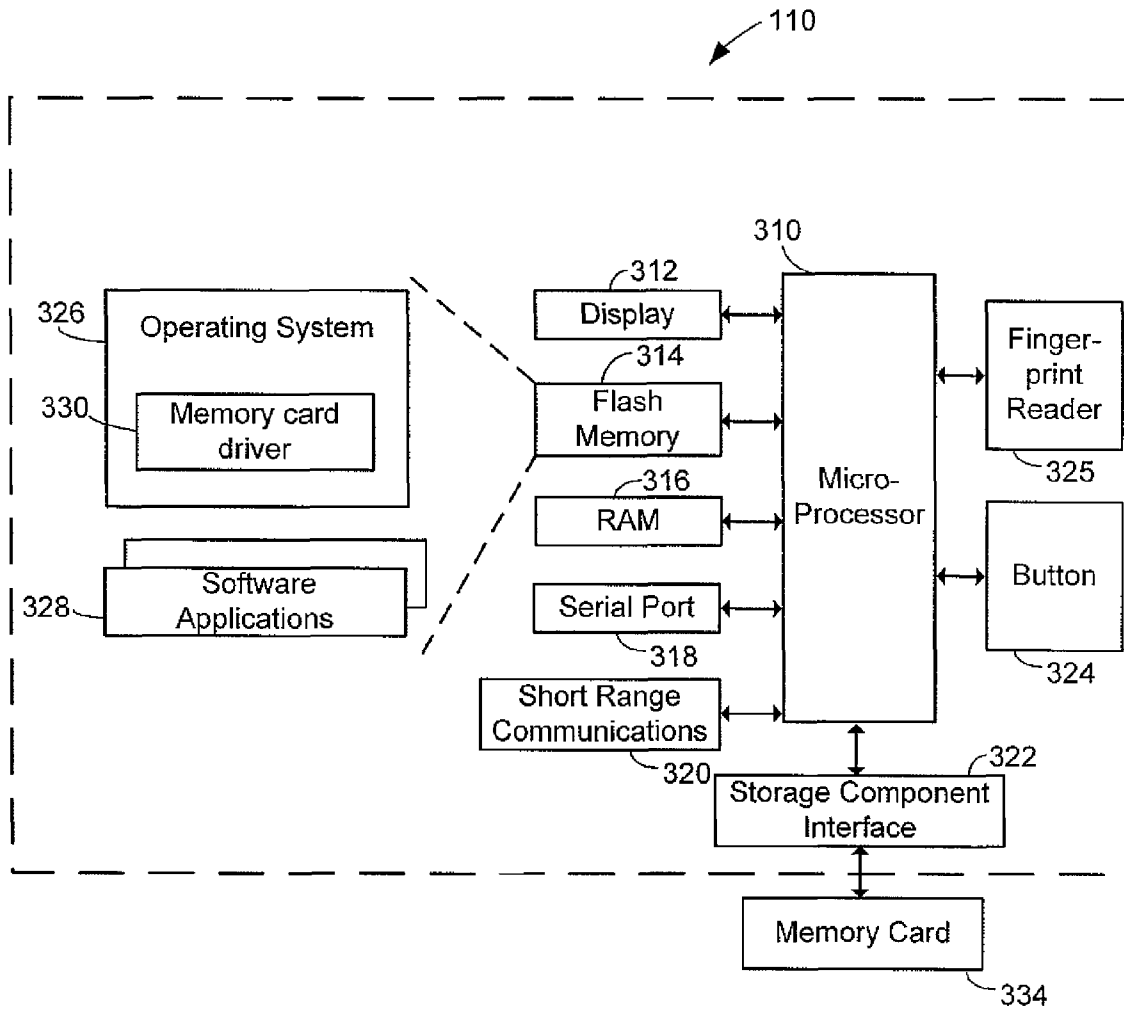 110
310
312
Display
326
Operating System
314
Finger-
print
Reader
330
Memory card
driver
Flash
Memory
325
316
Micro-
Processor
RAM
Software
Applications
328
Serial Port
318
Button
324
Short Range
Communications
320
322
Storage Component
Interface
Memory Card
334